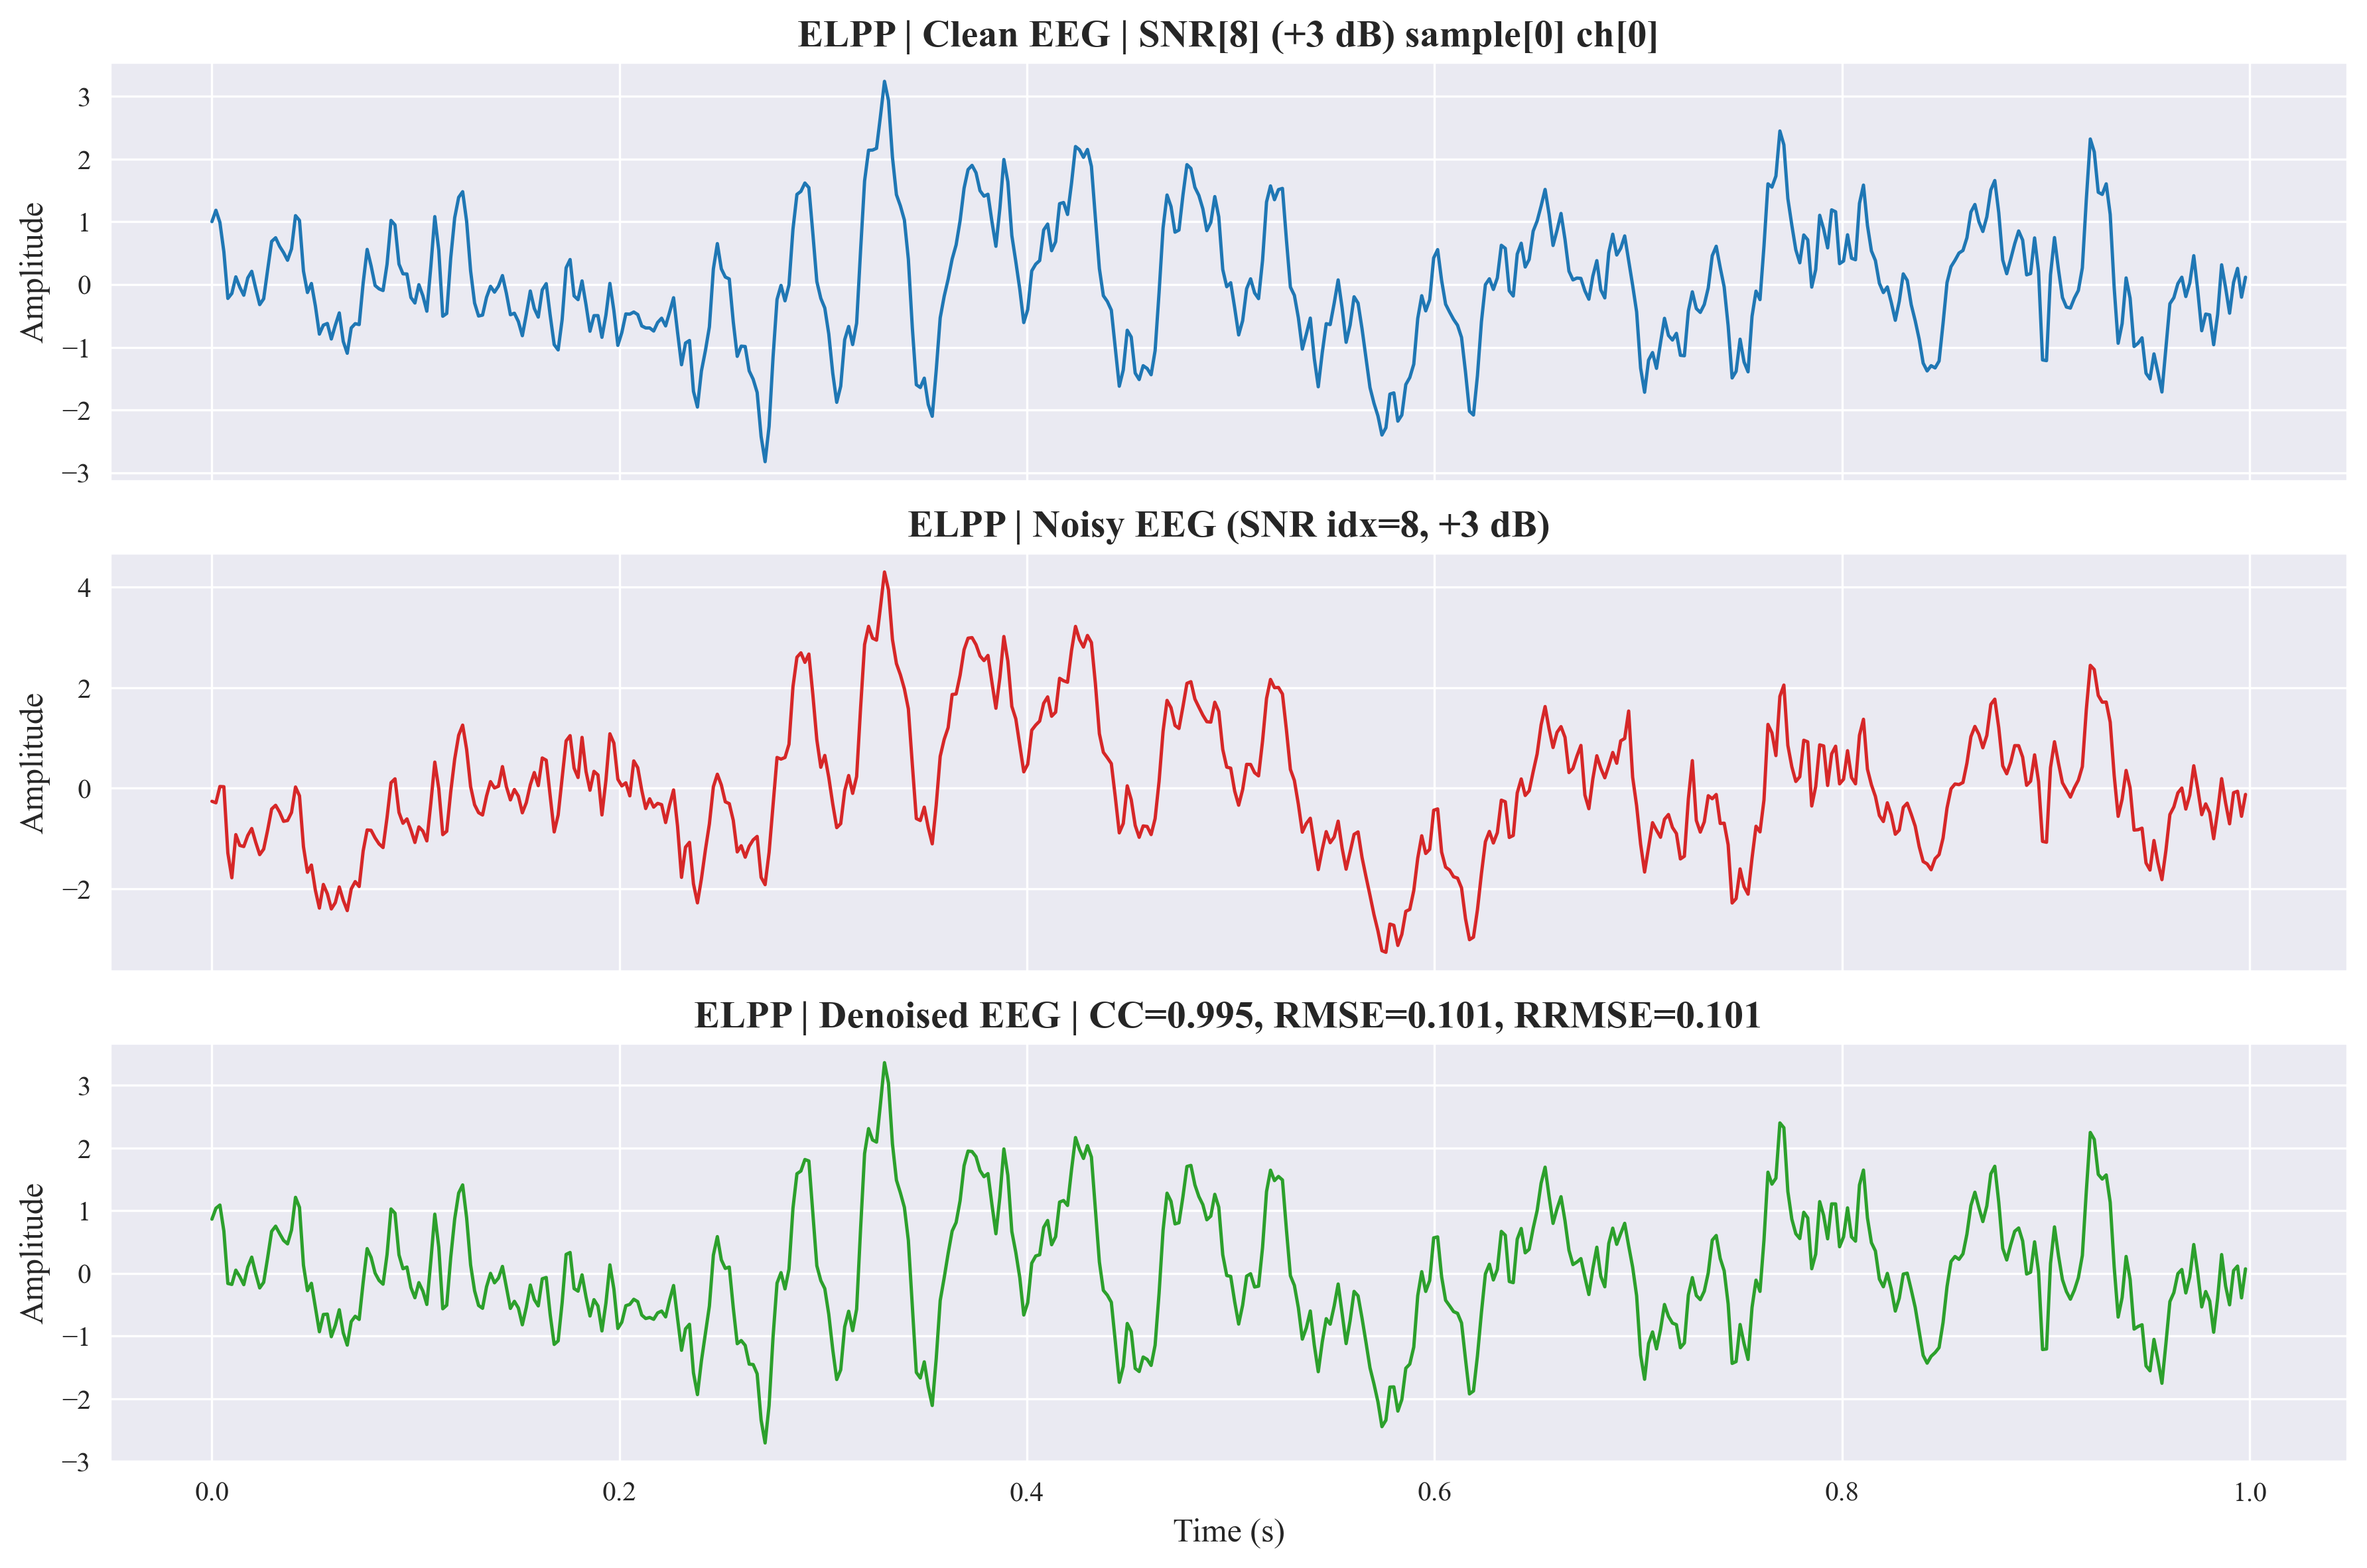 ELPP | Clean EEG | SNR[8] (+3 dB) sample[0] ch[0]
Amplitude
3
2
1
0
−1
−2
−3
ELPP | Noisy EEG (SNR idx=8, +3 dB)
Amplitude
4
2
0
−2
ELPP | Denoised EEG | CC=0.995, RMSE=0.101, RRMSE=0.101
Amplitude
3
2
1
0
−1
−2
−3
0.0 0.2 0.4 0.6 0.8 1.0
Time (s)